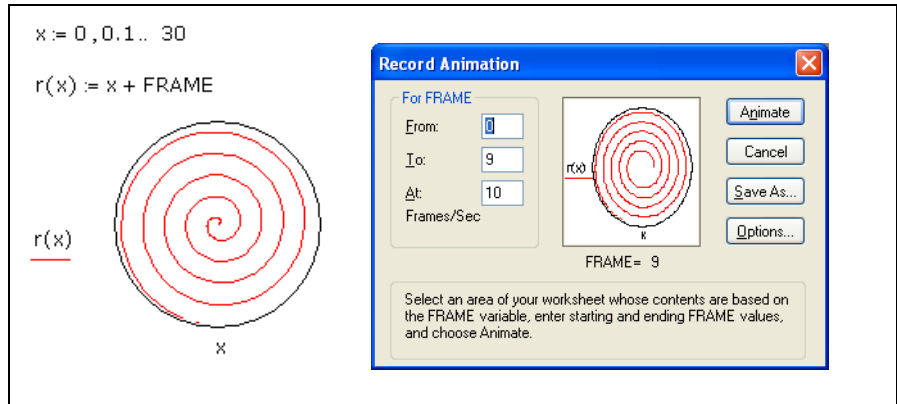 x := 0 , 0.1 .. 30
r(x) := x + FRAME
r(x)
x
Record Animation
For FRAME
From: 0
To: 9
At: 10
Frames/Sec
r(x)
x
FRAME= 9
Animate
Cancel
Save As...
Options...
Select an area of your worksheet whose contents are based on
the FRAME variable, enter starting and ending FRAME values,
and choose Animate.